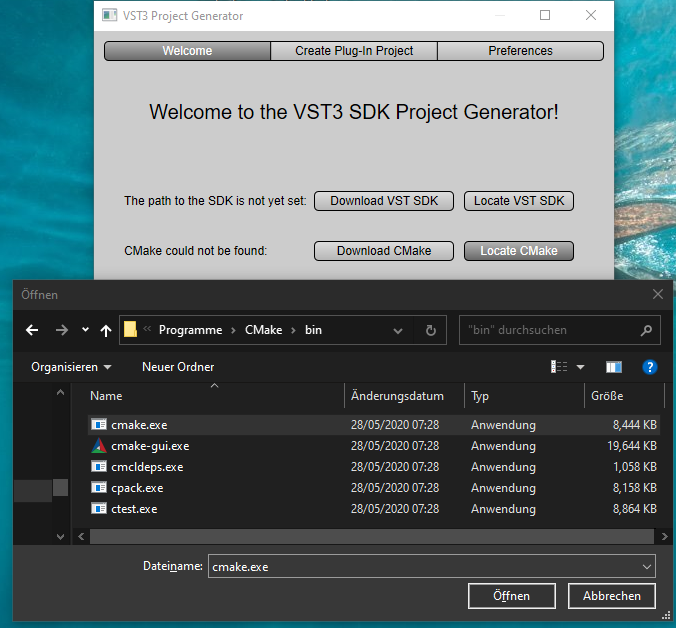 VST3 Project Generator
Welcome Create Plug-In Project Preferences
Welcome to the VST3 SDK Project Generator!
The path to the SDK is not yet set: Download VST SDK Locate VST SDK
CMake could not be found: Download CMake Locate CMake
Öffnen
« Programme › CMake › bin "bin" durchsuchen
Organisieren Neuer Ordner ?
Name Änderungsdatum Typ Größe
cmake.exe 28/05/2020 07:28 Anwendung 8,444 KB
cmake-gui.exe 28/05/2020 07:28 Anwendung 19,644 KB
cmcldeps.exe 28/05/2020 07:28 Anwendung 1,058 KB
cpack.exe 28/05/2020 07:28 Anwendung 8,158 KB
ctest.exe 28/05/2020 07:28 Anwendung 8,864 KB
Dateiname: cmake.exe
Öffnen Abbrechen